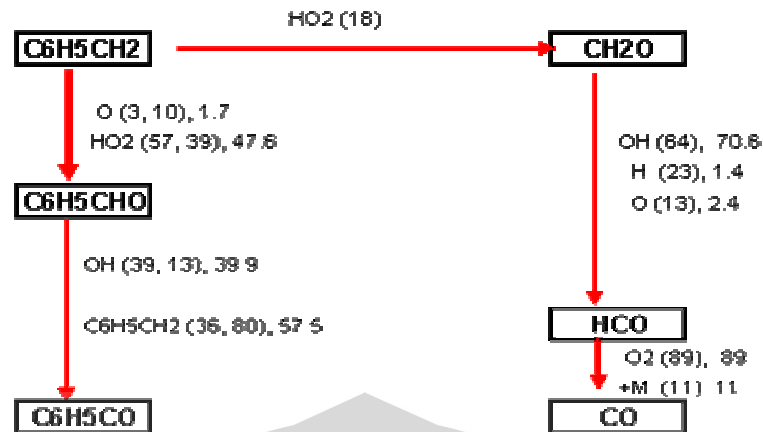 HO2 (18)
C6H5CH2
CH2O
O (3, 10), 1.7
HO2 (57, 39), 47.6
OH (64), 70.6
H (23), 1.4
O (13), 2.4
C6H5CHO
OH (39, 13), 39 9
C6H5CH2 (36, 80), 57 5
HCO
O2 (89), 89
+M (11) 11
C6H5CO
CO